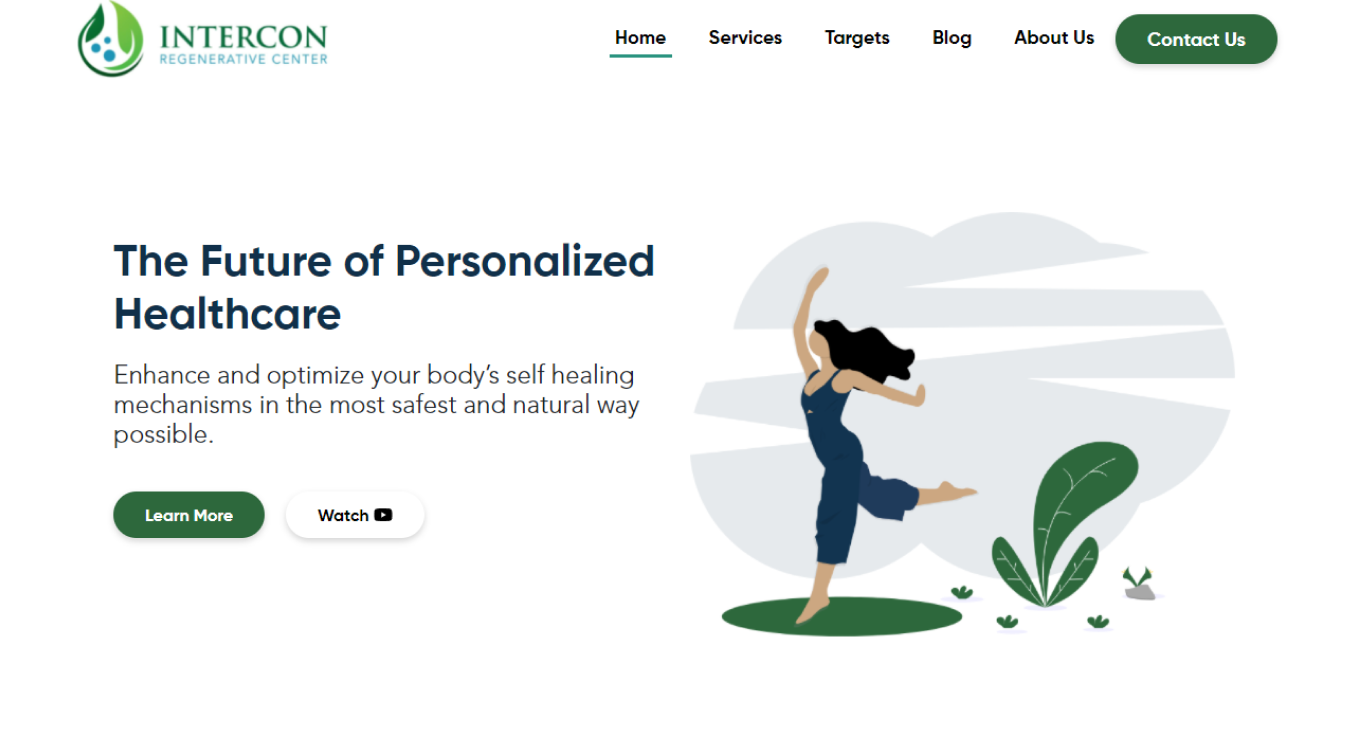 INTERCON
REGENERATIVE CENTER
Home Services Targets Blog About Us Contact Us
The Future of Personalized
Healthcare
Enhance and optimize your body’s self healing
mechanisms in the most safest and natural way
possible.
Learn More Watch